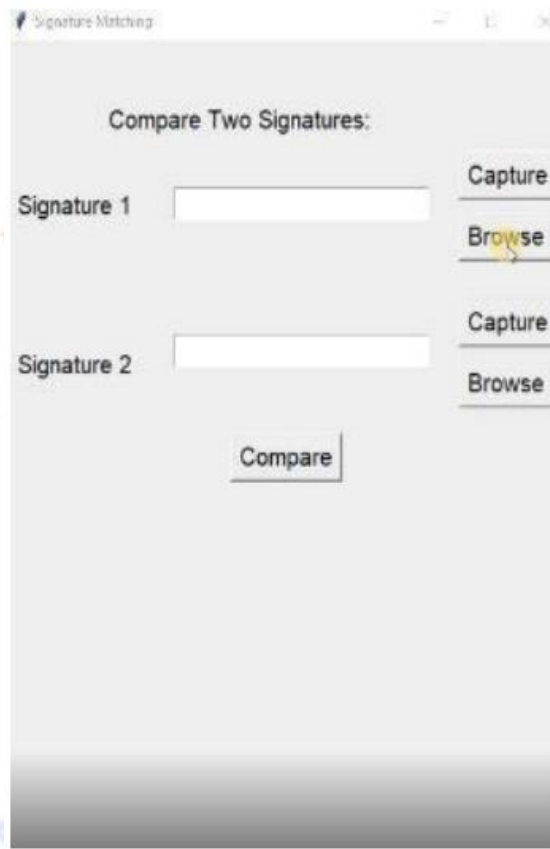 Signature Matching
Compare Two Signatures:
Capture
Signature 1
Browse
Capture
Signature 2
Browse
Compare